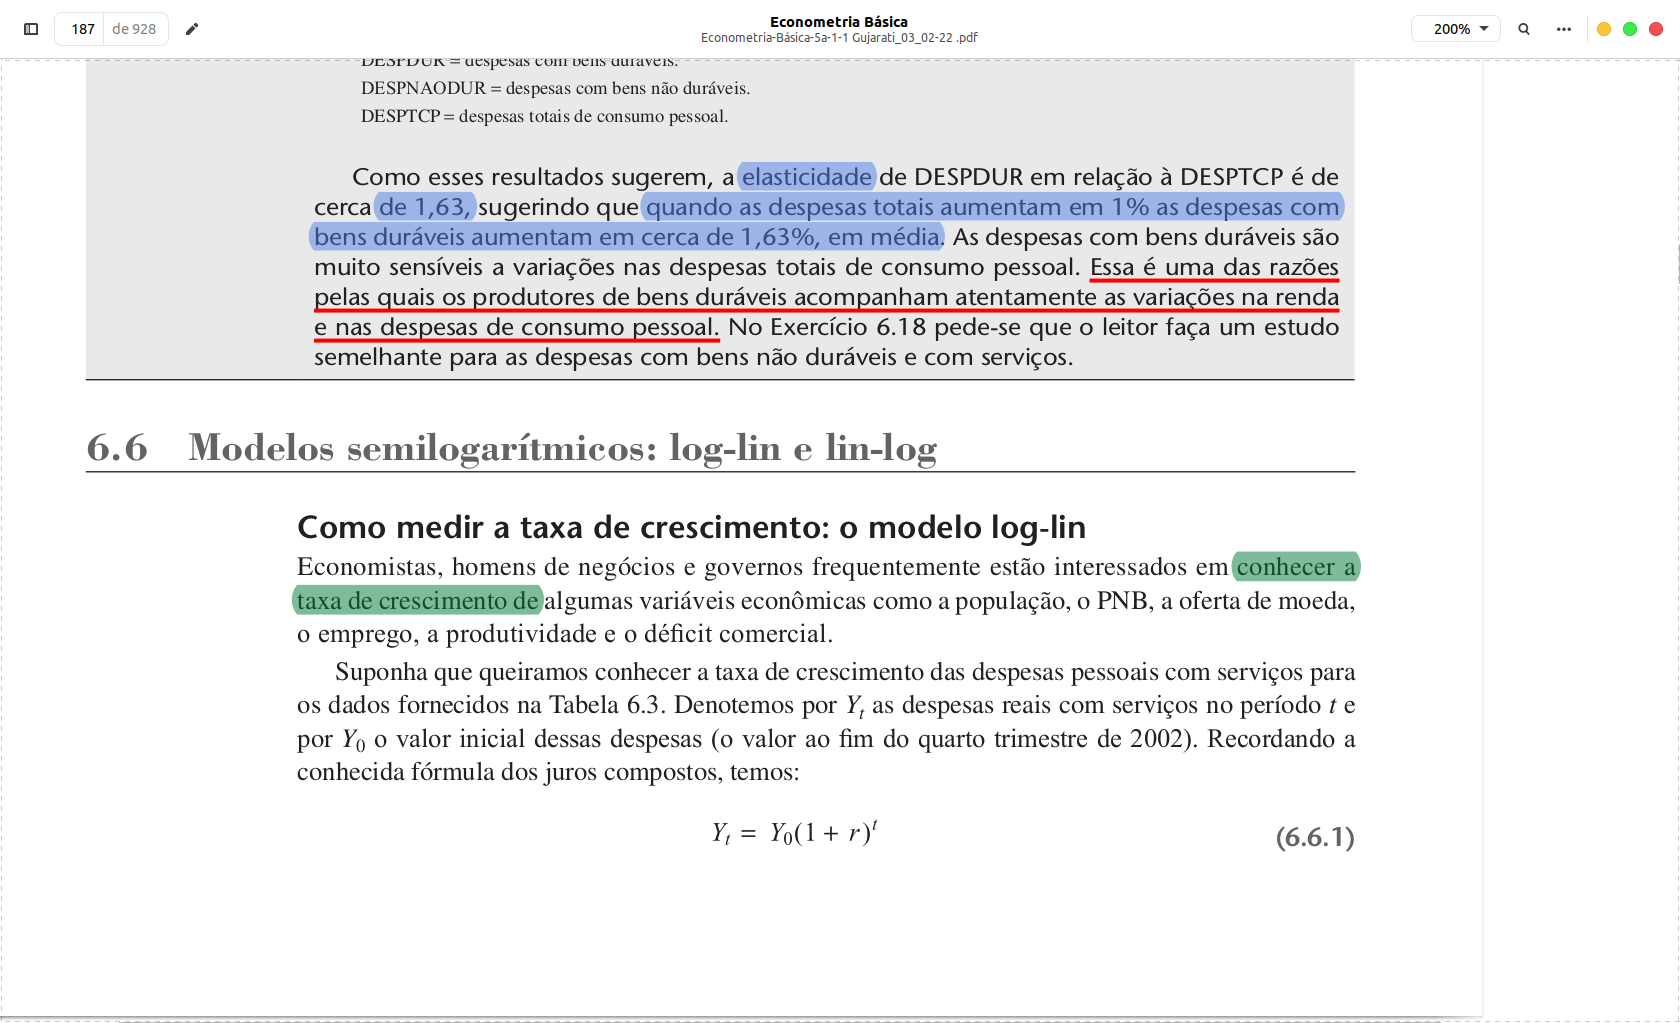 187 de 928
Econometria Básica
Econometria-Básica-5a-1-1 Gujarati_03_02-22 .pdf
200%
DESPDUR = despesas com bens duráveis.
DESPNAODUR = despesas com bens não duráveis.
DESPTCP = despesas totais de consumo pessoal.
Como esses resultados sugerem, a elasticidade de DESPDUR em relação à DESPTCP é de
cerca de 1,63, sugerindo que quando as despesas totais aumentam em 1% as despesas com
bens duráveis aumentam em cerca de 1,63%, em média. As despesas com bens duráveis são
muito sensíveis a variações nas despesas totais de consumo pessoal. Essa é uma das razões
pelas quais os produtores de bens duráveis acompanham atentamente as variações na renda
e nas despesas de consumo pessoal. No Exercício 6.18 pede-se que o leitor faça um estudo
semelhante para as despesas com bens não duráveis e com serviços.
6.6 Modelos semilogarítmicos: log-lin e lin-log
Como medir a taxa de crescimento: o modelo log-lin
Economistas, homens de negócios e governos frequentemente estão interessados em conhecer a
taxa de crescimento de algumas variáveis econômicas como a população, o PNB, a oferta de moeda,
o emprego, a produtividade e o déficit comercial.
Suponha que queiramos conhecer a taxa de crescimento das despesas pessoais com serviços para
os dados fornecidos na Tabela 6.3. Denotemos por Yₜ as despesas reais com serviços no período t e
por Y₀ o valor inicial dessas despesas (o valor ao fim do quarto trimestre de 2002). Recordando a
conhecida fórmula dos juros compostos, temos:
Yₜ = Y₀(1 + r)ᵗ (6.6.1)